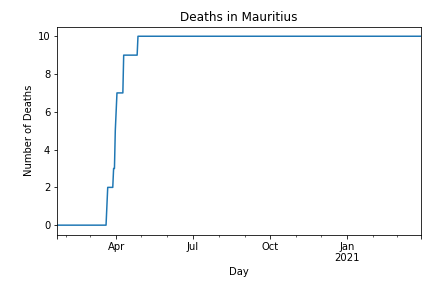 Deaths in Mauritius
10
8
6
4
2
0
Number of Deaths
Apr
Jul
Oct
Jan
2021
Day